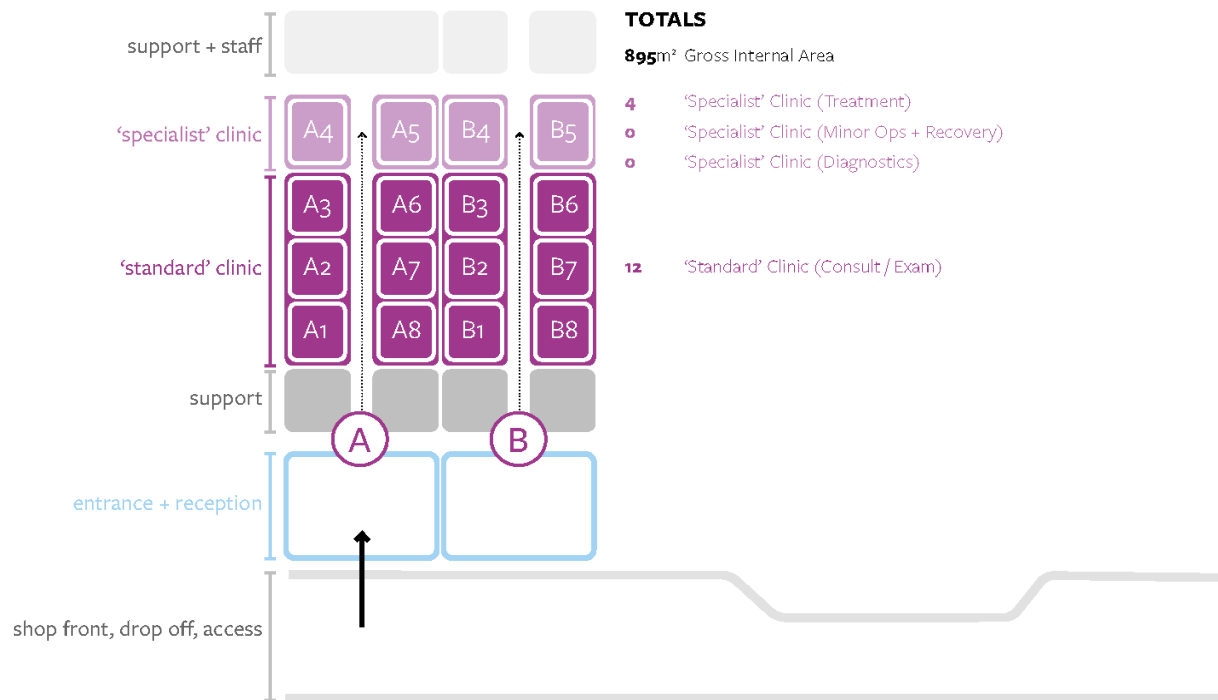 TOTALS
support + staff
895m² Gross Internal Area
4 ‘Specialist’ Clinic (Treatment)
‘specialist’ clinic
A4 A5 B4 B5
0 ‘Specialist’ Clinic (Minor Ops + Recovery)
0 ‘Specialist’ Clinic (Diagnostics)
A3 A6 B3 B6
‘standard’ clinic
A2 A7 B2 B7
12 ‘Standard’ Clinic (Consult / Exam)
A1 A8 B1 B8
support
A B
entrance + reception
shop front, drop off, access